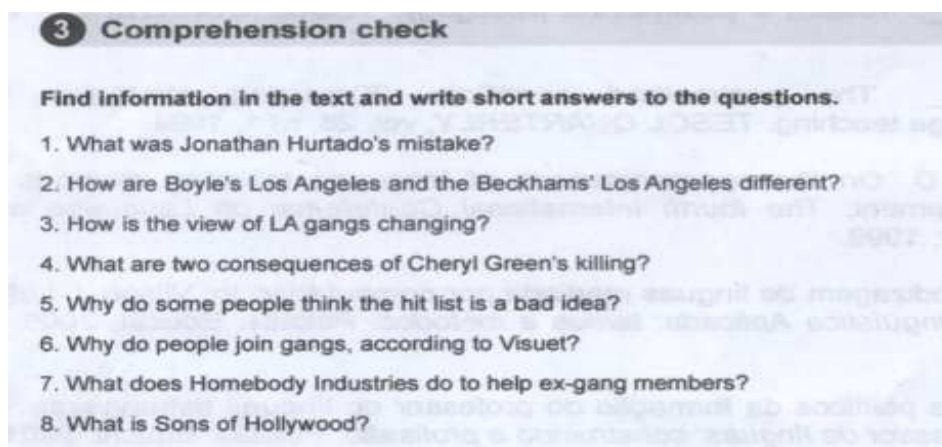 3 Comprehension check
Find information in the text and write short answers to the questions.
1. What was Jonathan Hurtado's mistake?
2. How are Boyle's Los Angeles and the Beckhams' Los Angeles different?
3. How is the view of LA gangs changing?
4. What are two consequences of Cheryl Green's killing?
5. Why do some people think the hit list is a bad idea?
6. Why do people join gangs, according to Visuet?
7. What does Homebody Industries do to help ex-gang members?
8. What is Sons of Hollywood?